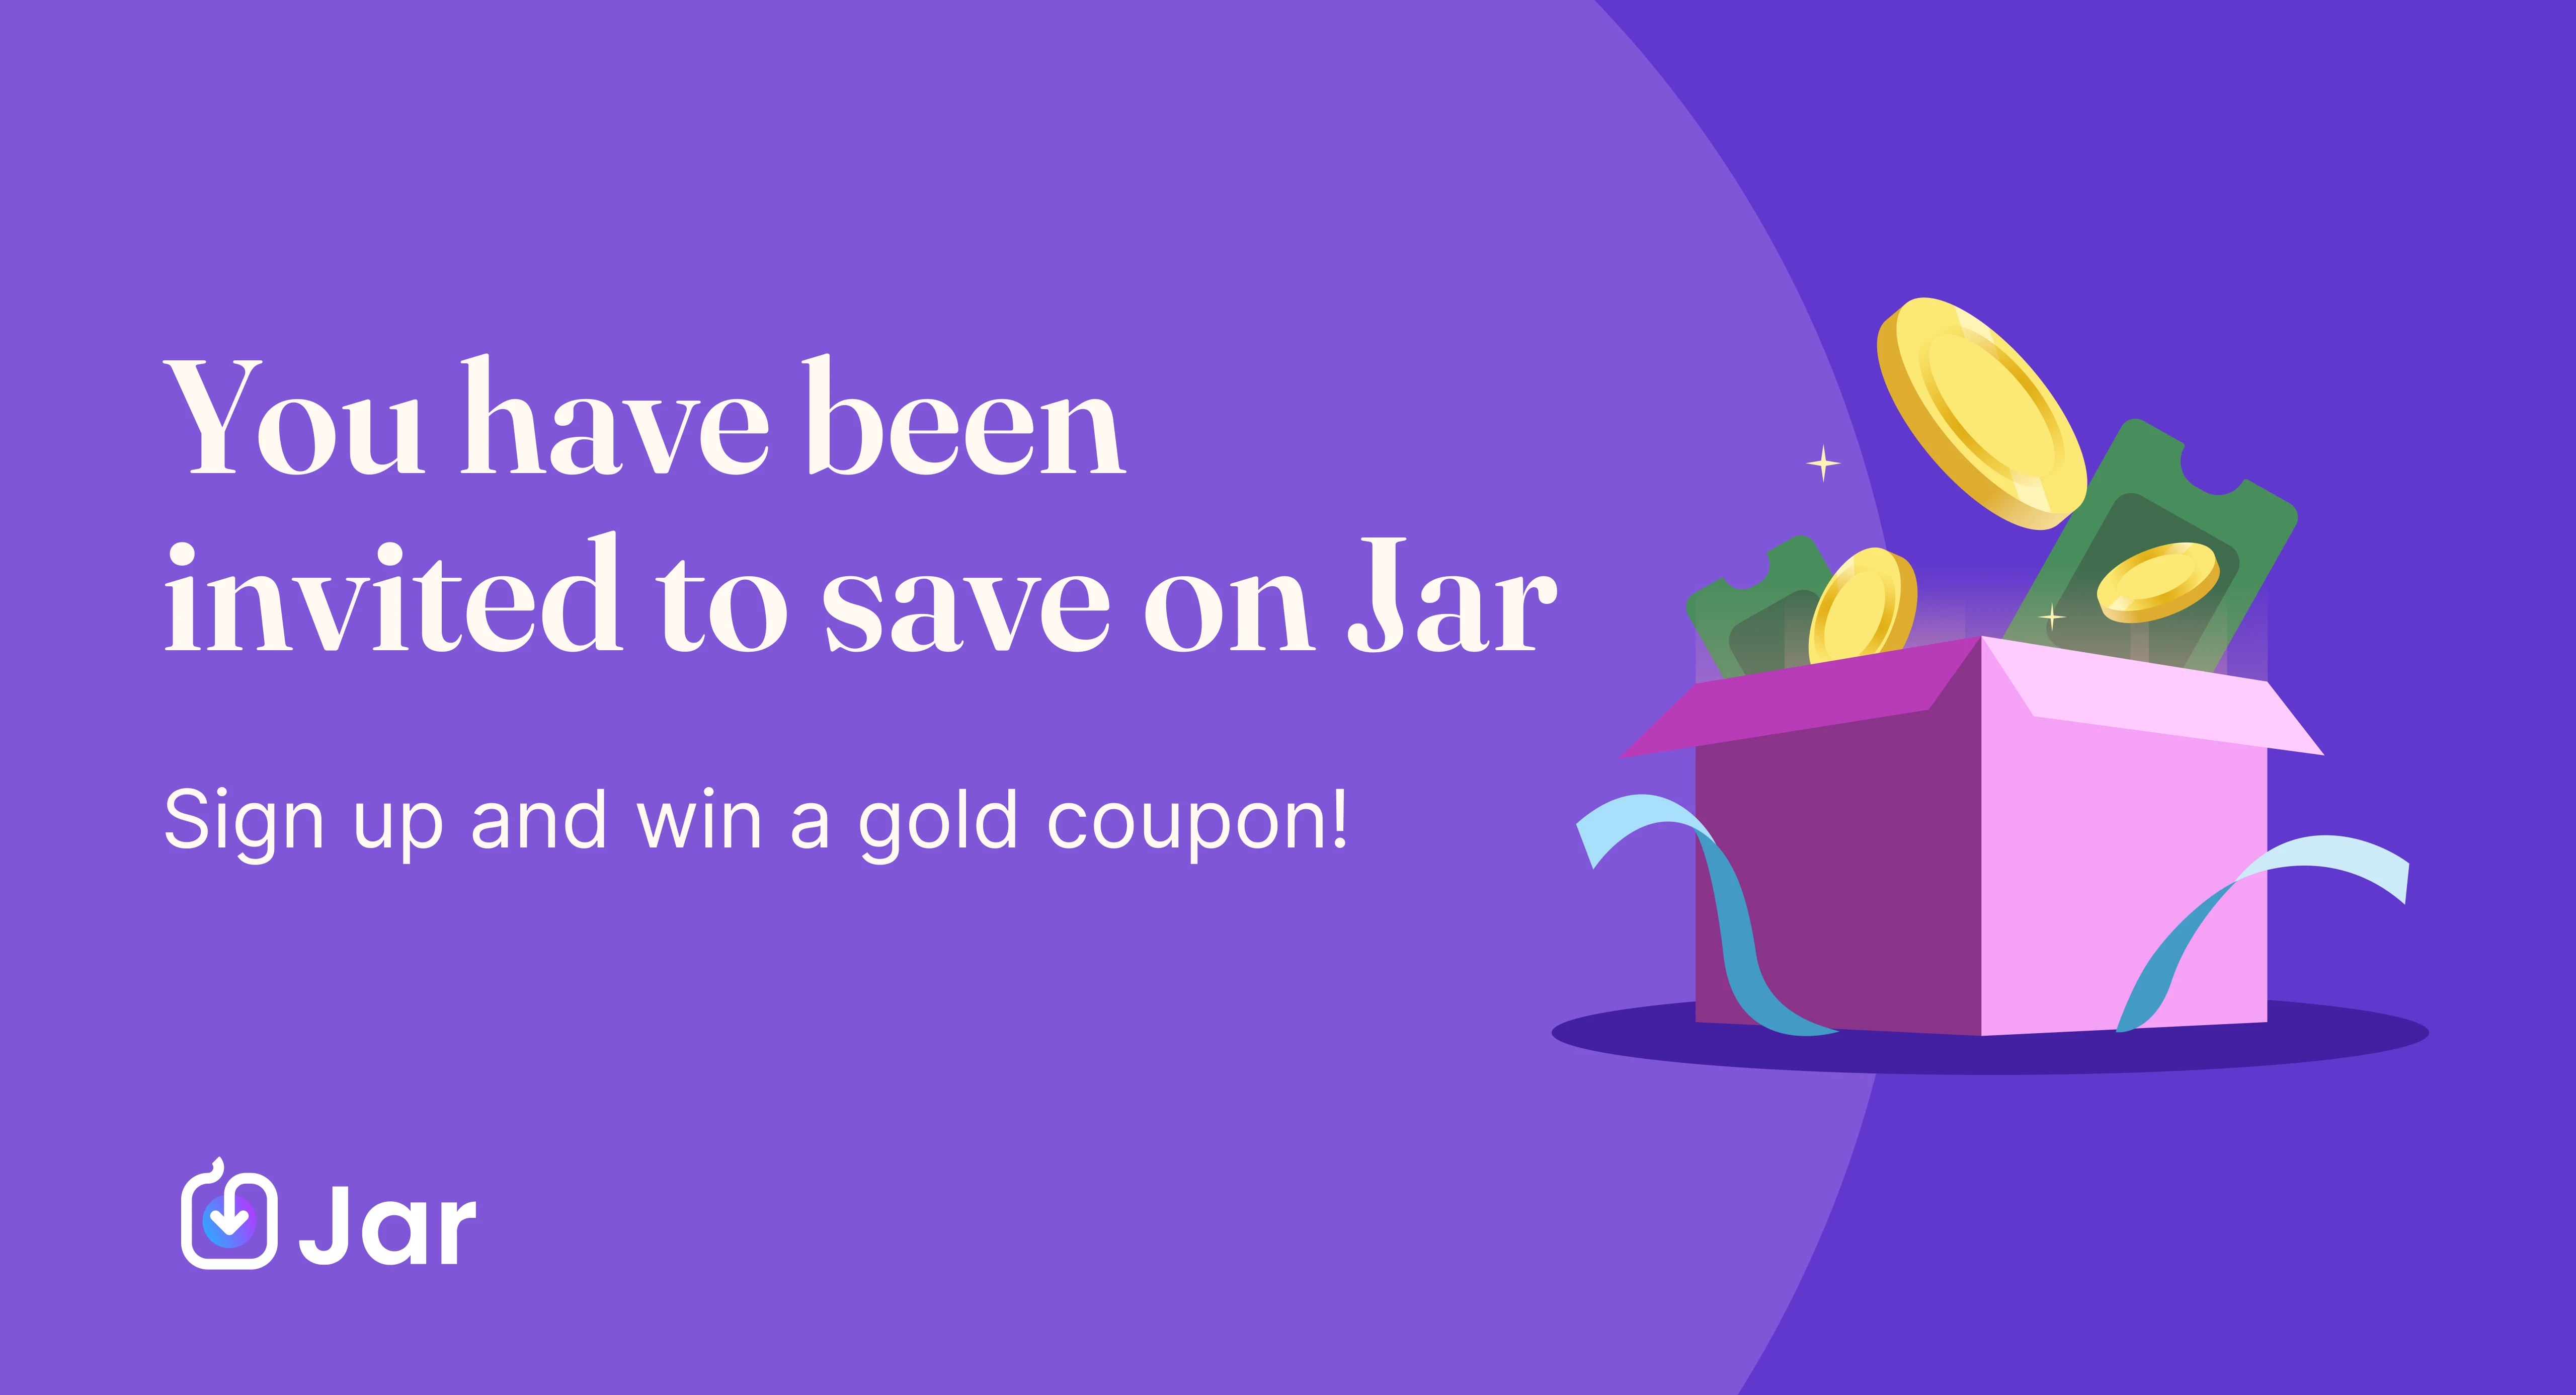 You have been
invited to save on Jar
Sign up and win a gold coupon!
Jar